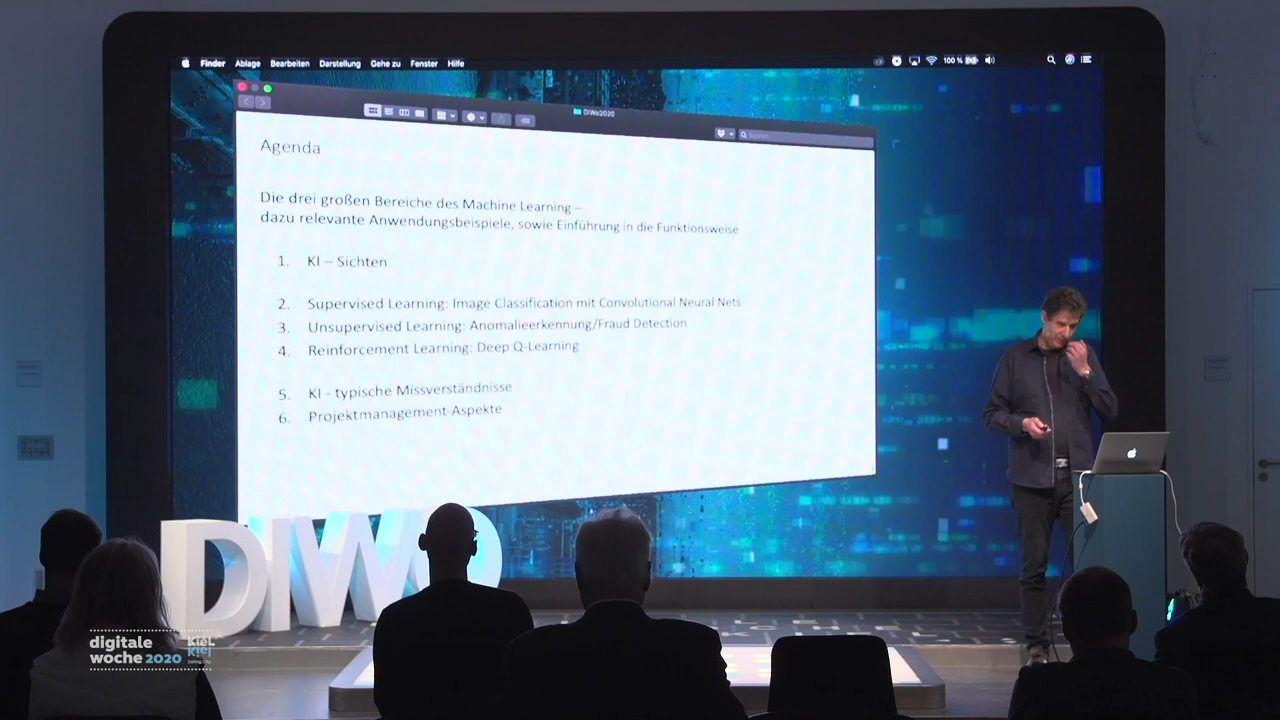 Finder Ablage Bearbeiten Darstellung Gehe zu Fenster Hilfe
100 %
DiWo2020
Suchen
Agenda
Die drei großen Bereiche des Machine Learning –
dazu relevante Anwendungsbeispiele, sowie Einführung in die Funktionsweise
1. KI – Sichten
2. Supervised Learning: Image Classification mit Convolutional Neural Nets
3. Unsupervised Learning: Anomalieerkennung/Fraud Detection
4. Reinforcement Learning: Deep Q-Learning
5. KI - typische Missverständnisse
6. Projektmanagement-Aspekte
DIWO
digitale
woche 2020
kiel
Sailing.City